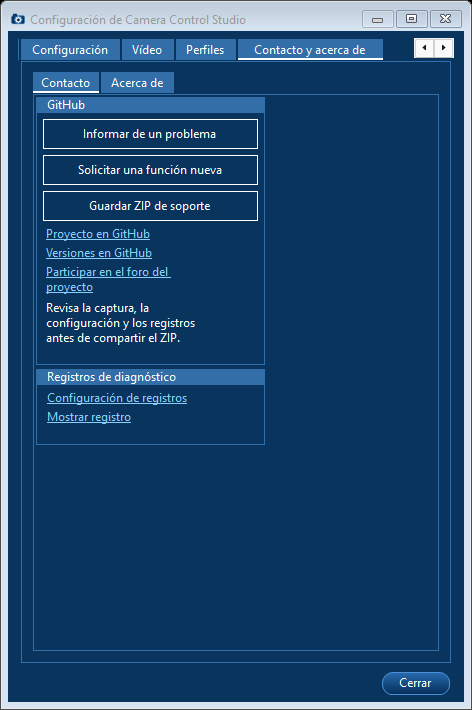 Configuración de Camera Control Studio
Configuración
Vídeo
Perfiles
Contacto y acerca de
Contacto
Acerca de
GitHub
Informar de un problema
Solicitar una función nueva
Guardar ZIP de soporte
Proyecto en GitHub
Versiones en GitHub
Participar en el foro del
proyecto
Revisa la captura, la
configuración y los registros
antes de compartir el ZIP.
Registros de diagnóstico
Configuración de registros
Mostrar registro
Cerrar